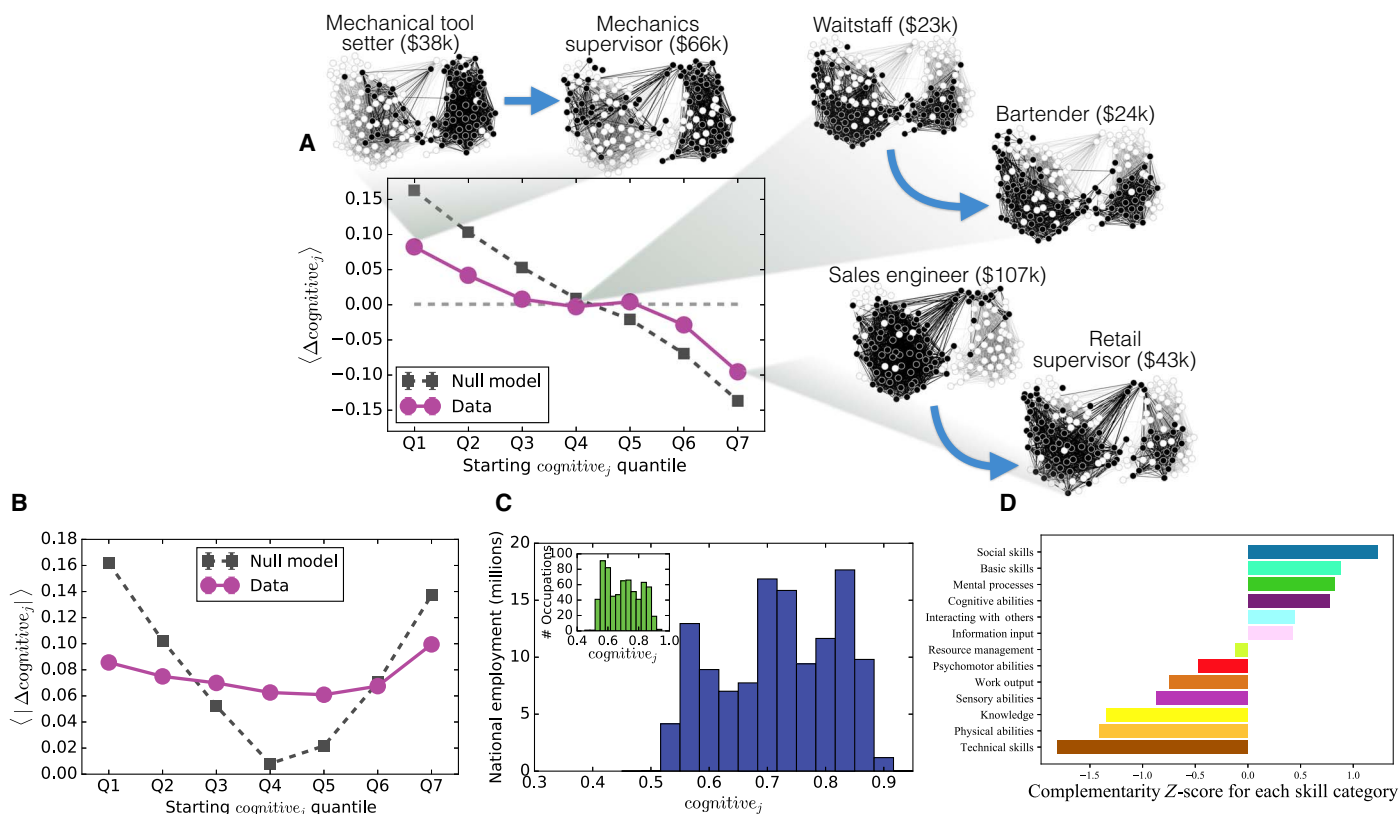 Mechanical tool
setter ($38k)
Mechanics
supervisor ($66k)
Waitstaff ($23k)
Bartender ($24k)
Sales engineer ($107k)
Retail
supervisor ($43k)
A
⟨Δcognitive_j⟩
0.15
0.10
0.05
0.00
−0.05
−0.10
−0.15
Null model
Data
Q1 Q2 Q3 Q4 Q5 Q6 Q7
Starting cognitive_j quantile
B
⟨|Δcognitive_j|⟩
0.18
0.16
0.14
0.12
0.10
0.08
0.06
0.04
0.02
0.00
Null model
Data
Q1 Q2 Q3 Q4 Q5 Q6 Q7
Starting cognitive_j quantile
C
National employment (millions)
20
15
10
5
0
0.3 0.4 0.5 0.6 0.7 0.8 0.9
cognitive_j
# Occupations
100
80
60
40
20
0
0.4 0.6 0.8 1.0
cognitive_j
D
Social skills
Basic skills
Mental processes
Cognitive abilities
Interacting with others
Information input
Resource management
Psychomotor abilities
Work output
Sensory abilities
Knowledge
Physical abilities
Technical skills
−1.5 −1.0 −0.5 0.0 0.5 1.0
Complementarity Z-score for each skill category